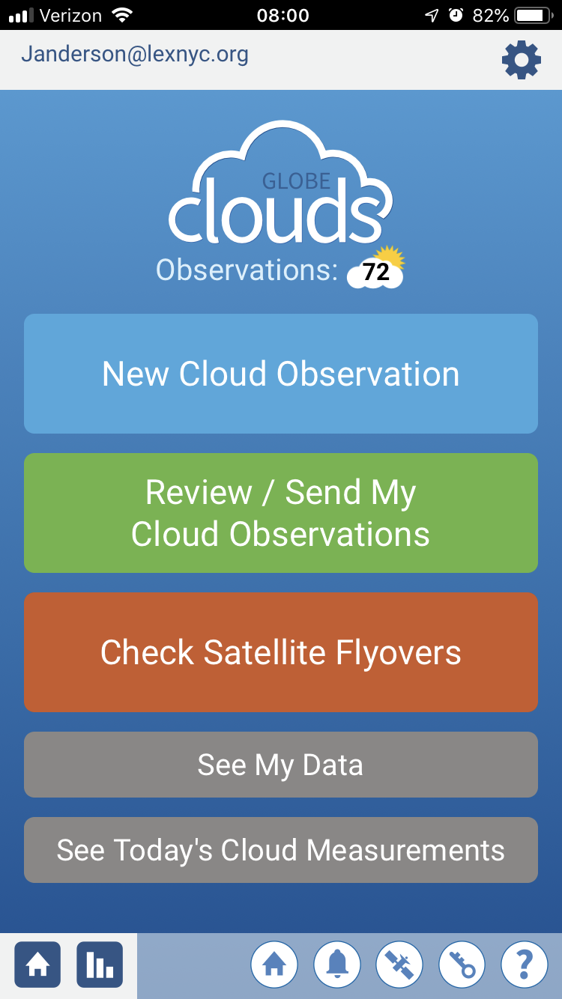 Verizon 08:00 82%
Janderson@lexnyc.org
GLOBE
clouds
Observations: 72
New Cloud Observation
Review / Send My
Cloud Observations
Check Satellite Flyovers
See My Data
See Today's Cloud Measurements
?